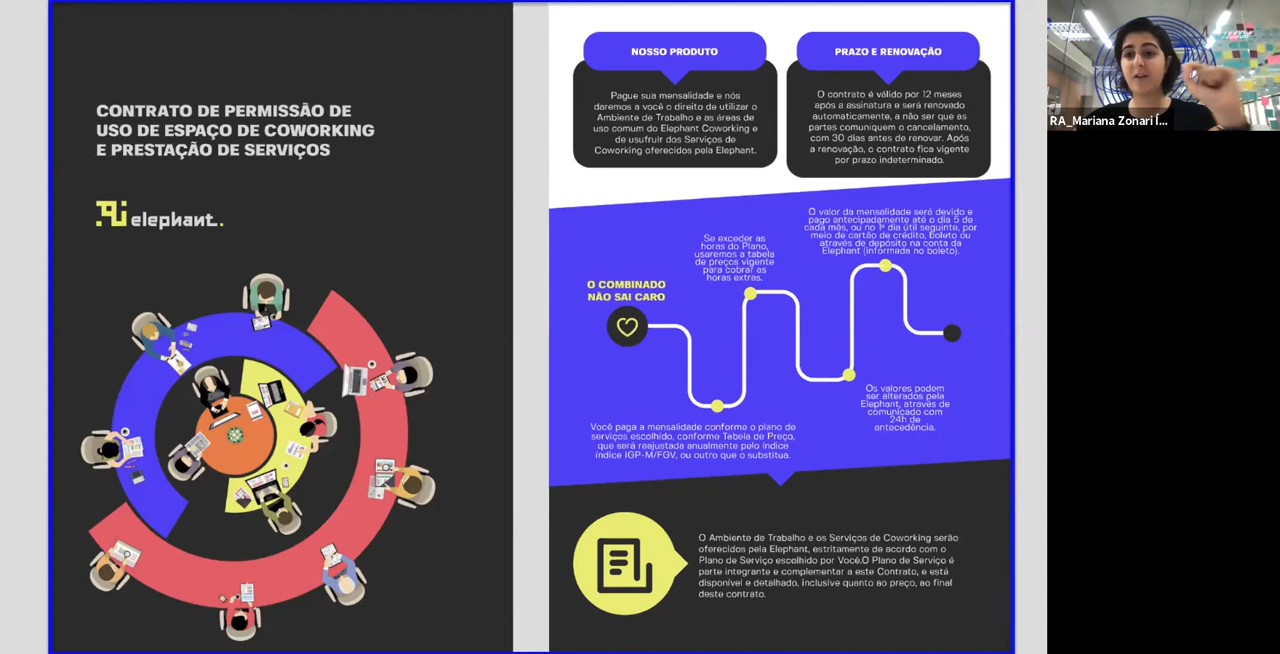 CONTRATO DE PERMISSÃO DE
USO DE ESPAÇO DE COWORKING
E PRESTAÇÃO DE SERVIÇOS
elephant.
NOSSO PRODUTO
Pague sua mensalidade e nós
daremos a você o direito de utilizar o
Ambiente de Trabalho e as áreas de
uso comum do Elephant Coworking e
de usufruir dos Serviços de
Coworking oferecidos pela Elephant.
PRAZO E RENOVAÇÃO
O contrato é válido por 12 meses
após a assinatura e será renovado
automaticamente, a não ser que as
partes comuniquem o cancelamento,
com 30 dias antes de renovar. Após
a renovação, o contrato fica vigente
por prazo indeterminado.
O COMBINADO
NÃO SAI CARO
Você paga a mensalidade conforme o plano de
serviços escolhido, conforme Tabela de Preço,
que será reajustada anualmente pelo índice
índice IGP-M/FGV, ou outro que o substitua.
Se exceder as
horas do Plano,
usaremos a tabela
de preços vigente
para cobrar as
horas extras.
Os valores podem
ser alterados pela
Elephant, através de
comunicado com
24h de
antecedência.
O valor da mensalidade será devido e
pago antecipadamente até o dia 5 de
cada mês, ou no 1º dia útil seguinte, por
meio de cartão de crédito, boleto ou
através de depósito na conta da
Elephant (informada no boleto).
O Ambiente de Trabalho e os Serviços de Coworking serão
oferecidos pela Elephant, estritamente de acordo com o
Plano de Serviço escolhido por Você.O Plano de Serviço é
parte integrante e complementar a este Contrato, e está
disponível e detalhado, inclusive quanto ao preço, ao final
deste contrato.
RA_Mariana Zonari Í...